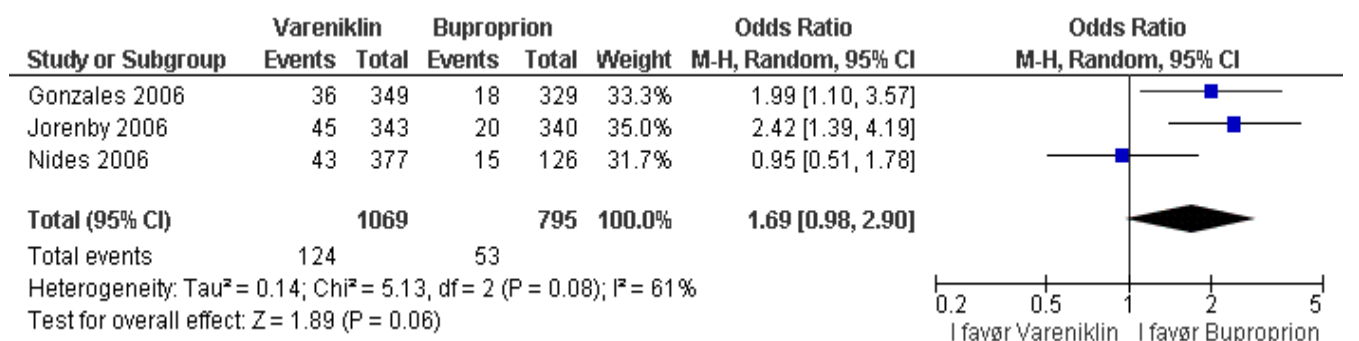 Vareniklin Buproprion Odds Ratio Odds Ratio
Study or Subgroup Events Total Events Total Weight M-H, Random, 95% CI M-H, Random, 95% CI
Gonzales 2006 36 349 18 329 33.3% 1.99 [1.10, 3.57]
Jorenby 2006 45 343 20 340 35.0% 2.42 [1.39, 4.19]
Nides 2006 43 377 15 126 31.7% 0.95 [0.51, 1.78]
Total (95% CI) 1069 795 100.0% 1.69 [0.98, 2.90]
Total events 124 53
Heterogeneity: Tau² = 0.14; Chi² = 5.13, df = 2 (P = 0.08); I² = 61%
Test for overall effect: Z = 1.89 (P = 0.06)
0.2 0.5 1 2 5
I favør Vareniklin I favør Buproprion